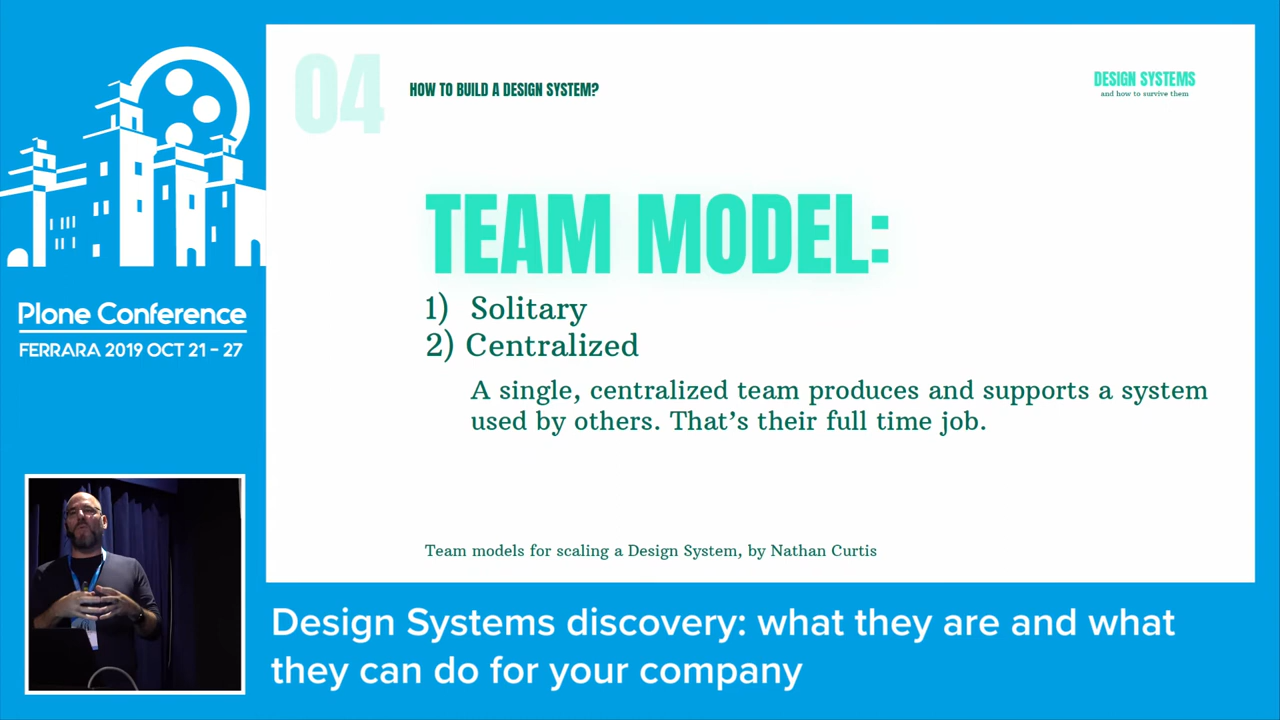 04
HOW TO BUILD A DESIGN SYSTEM?
DESIGN SYSTEMS
and how to survive them
TEAM MODEL:
1) Solitary
2) Centralized
A single, centralized team produces and supports a system
used by others. That’s their full time job.
Team models for scaling a Design System, by Nathan Curtis
Plone Conference
FERRARA 2019 OCT 21 - 27
Design Systems discovery: what they are and what
they can do for your company